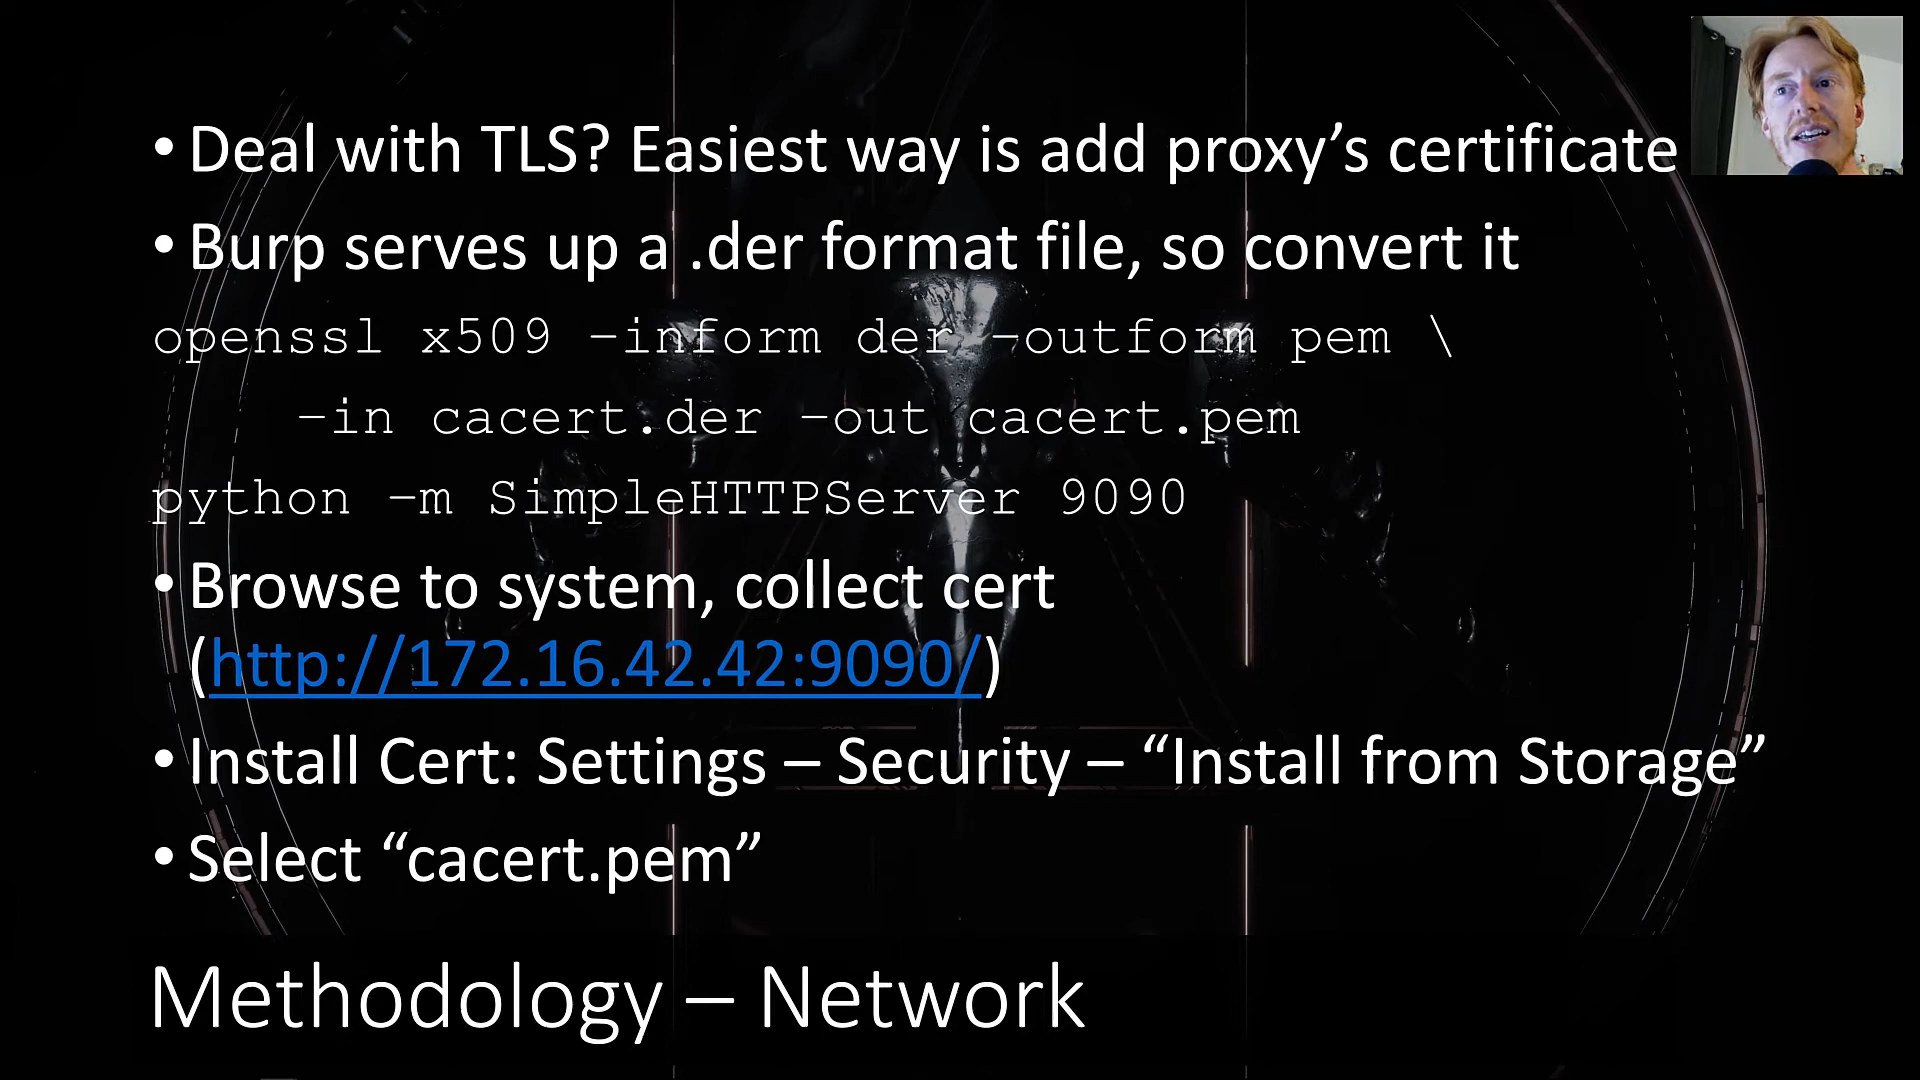 • Deal with TLS? Easiest way is add proxy’s certificate
• Burp serves up a .der format file, so convert it
openssl x509 –inform der –outform pem \
–in cacert.der –out cacert.pem
python –m SimpleHTTPServer 9090
• Browse to system, collect cert
(http://172.16.42.42:9090/)
• Install Cert: Settings – Security – “Install from Storage”
• Select “cacert.pem”
Methodology – Network